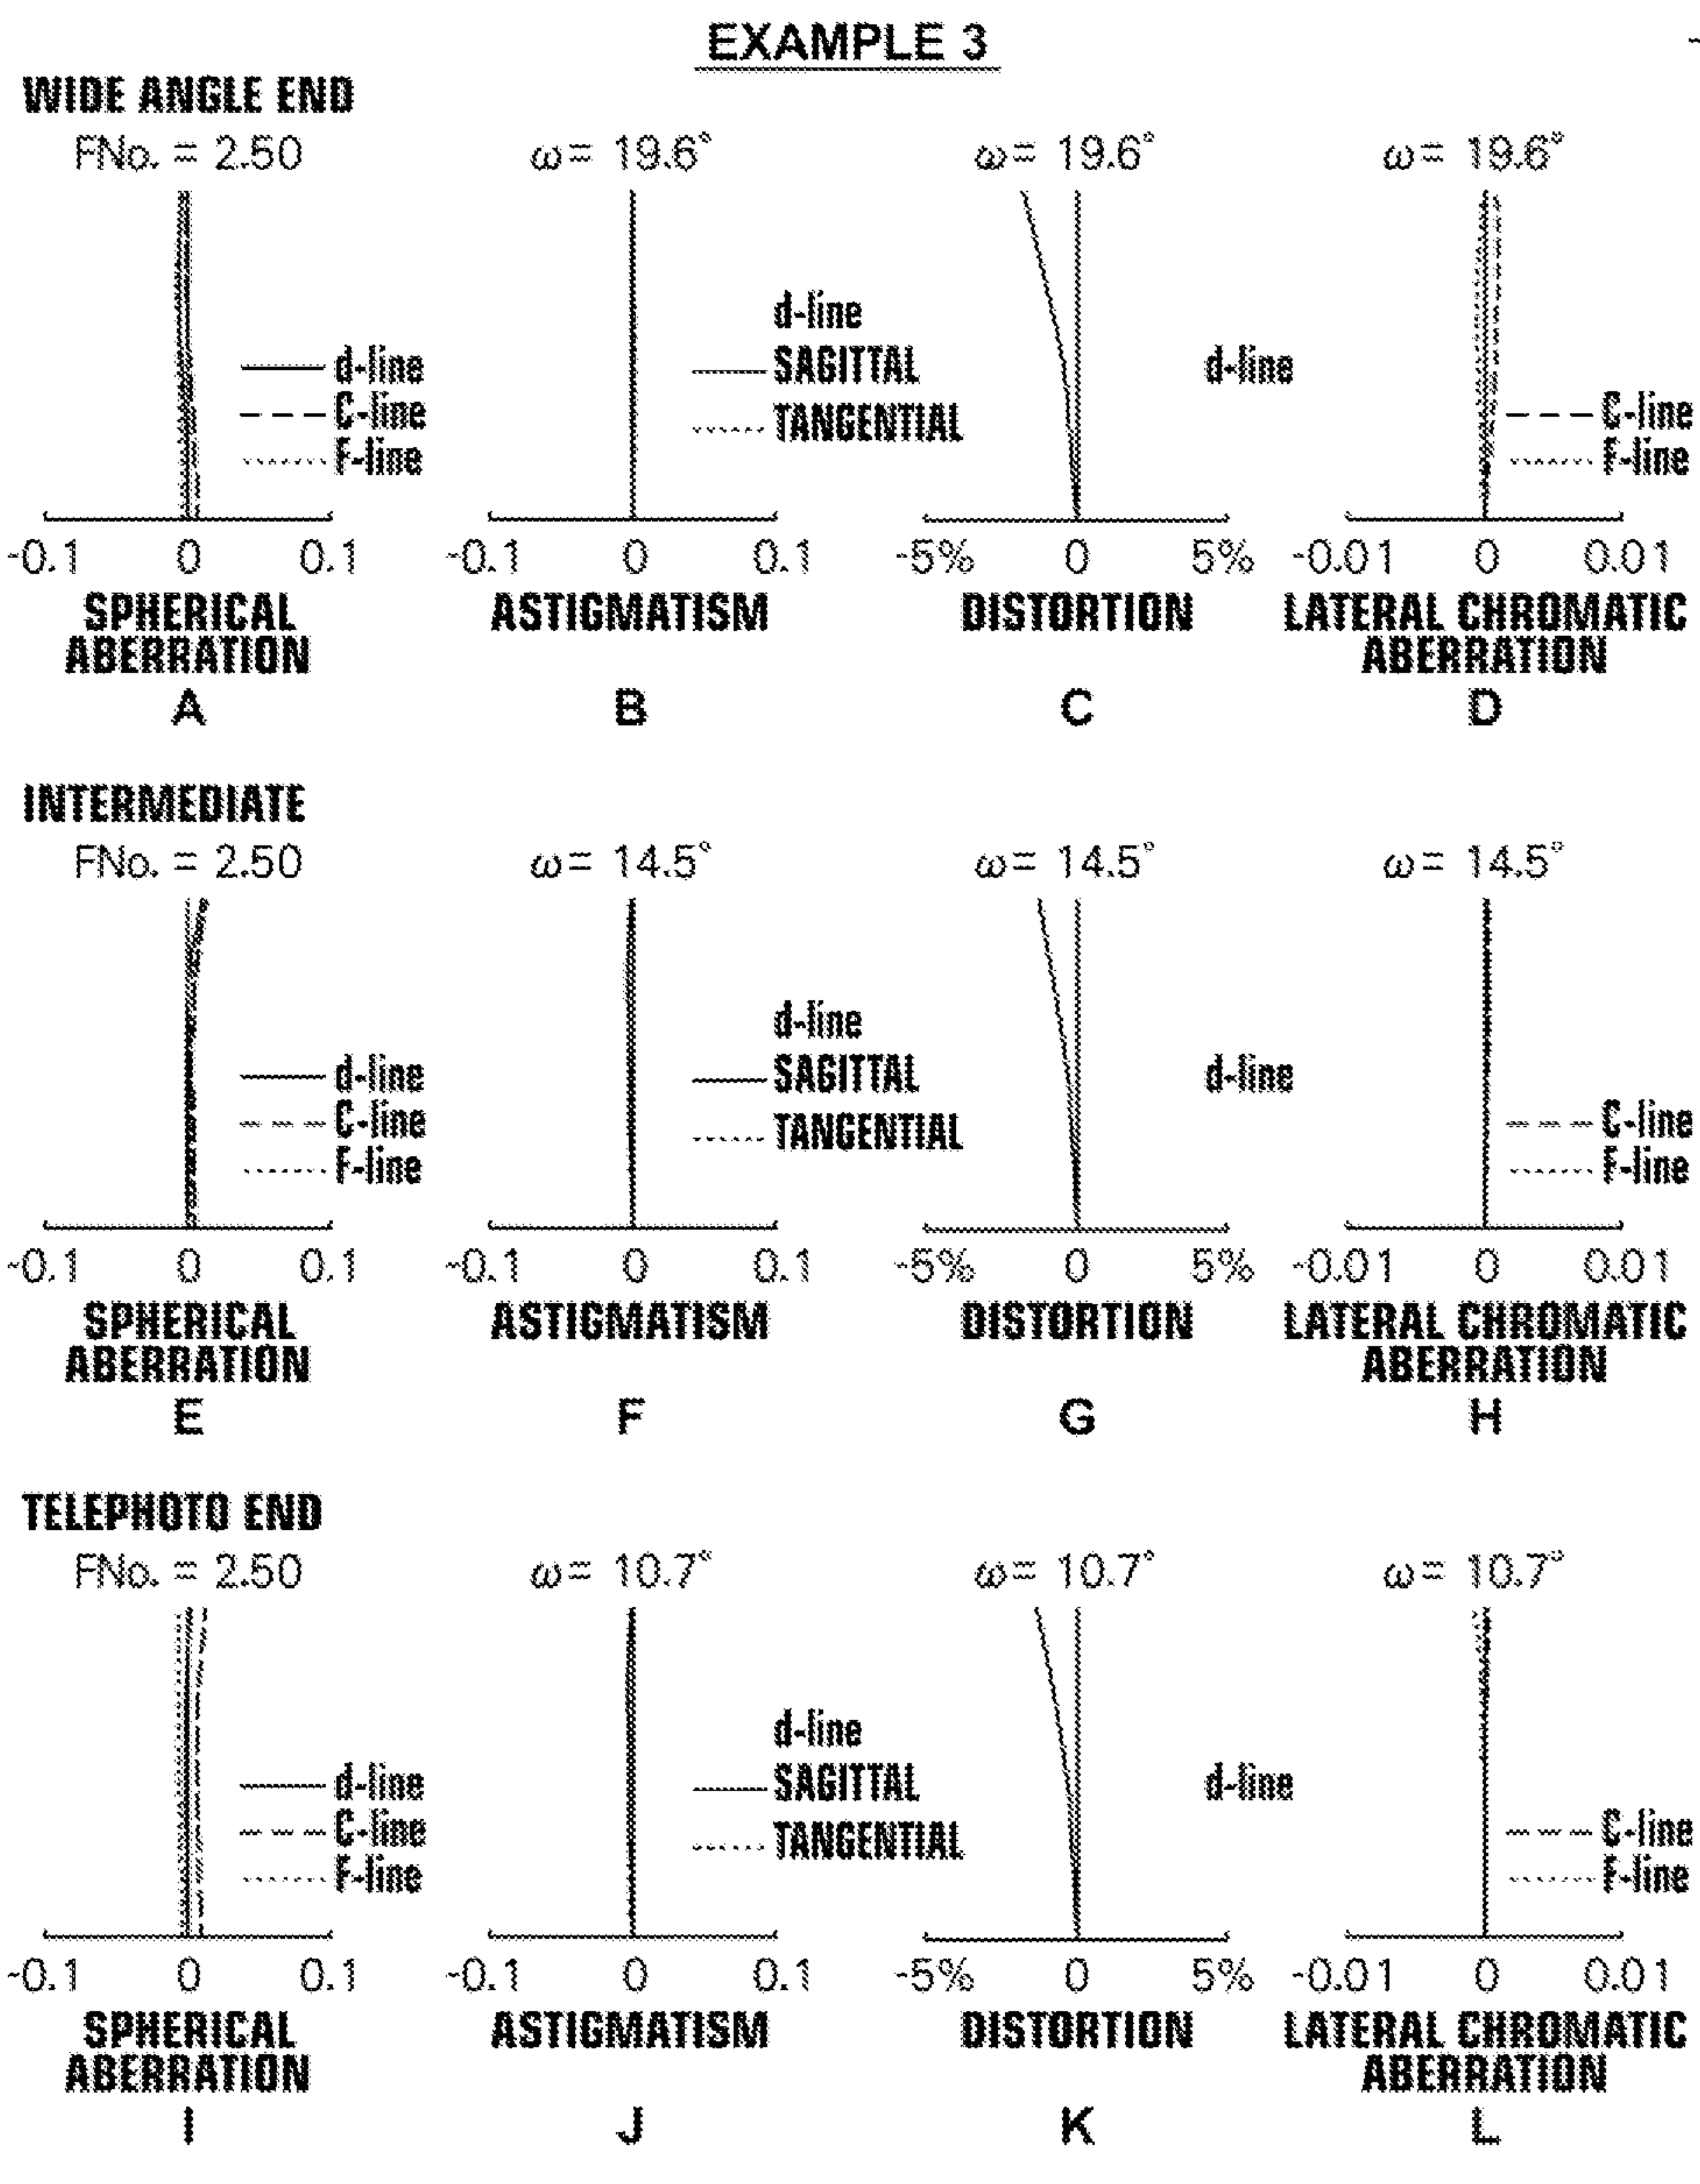 EXAMPLE 3
WIDE ANGLE END
FNo. = 2.50
ω= 19.6°
ω= 19.6°
ω= 19.6°
d-line
C-line
F-line
d-line
SAGITTAL
TANGENTIAL
d-line
C-line
F-line
-0.1 0 0.1
-0.1 0 0.1
-5% 0 5%
-0.01 0 0.01
SPHERICAL
ABERRATION
ASTIGMATISM
DISTORTION
LATERAL CHROMATIC
ABERRATION
A
B
C
D
INTERMEDIATE
FNo. = 2.50
ω= 14.5°
ω= 14.5°
ω= 14.5°
d-line
C-line
F-line
d-line
SAGITTAL
TANGENTIAL
d-line
C-line
F-line
-0.1 0 0.1
-0.1 0 0.1
-5% 0 5%
-0.01 0 0.01
SPHERICAL
ABERRATION
ASTIGMATISM
DISTORTION
LATERAL CHROMATIC
ABERRATION
E
F
G
H
TELEPHOTO END
FNo. = 2.50
ω= 10.7°
ω= 10.7°
ω= 10.7°
d-line
C-line
F-line
d-line
SAGITTAL
TANGENTIAL
d-line
C-line
F-line
-0.1 0 0.1
-0.1 0 0.1
-5% 0 5%
-0.01 0 0.01
SPHERICAL
ABERRATION
ASTIGMATISM
DISTORTION
LATERAL CHROMATIC
ABERRATION
I
J
K
L